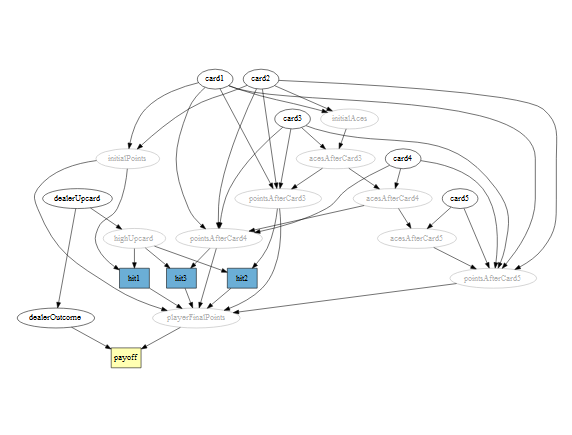 card1
card2
card3
initialAces
initialPoints
acesAfterCard3
card4
dealerUpcard
pointsAfterCard3
acesAfterCard4
card5
highUpcard
pointsAfterCard4
acesAfterCard5
hit1
hit3
hit2
pointsAfterCard5
dealerOutcome
playerFinalPoints
payoff